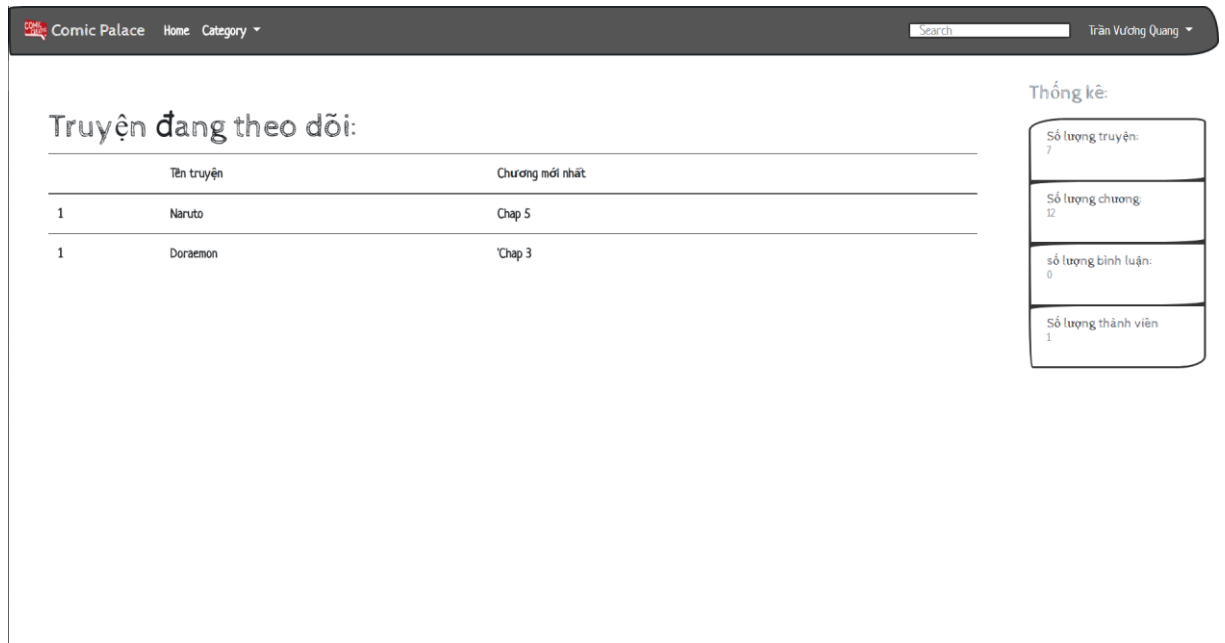 Comic Palace Home Category Search Trần Vương Quang
Truyện đang theo dõi:
Tên truyện Chương mới nhất
1 Naruto Chap 5
1 Doraemon 'Chap 3
Thống kê:
Số lượng truyện:
7
Số lượng chương:
12
số lượng bình luận:
0
Số lượng thành viên
1